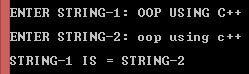 ENTER STRING-1: OOP USING C++
ENTER STRING-2: oop using c++
STRING-1 IS = STRING-2